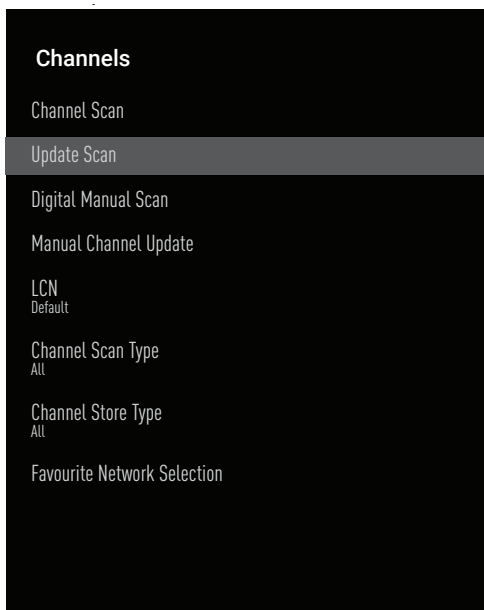 Channels
Channel Scan
Update Scan
Digital Manual Scan
Manual Channel Update
LCN
Default
Channel Scan Type
All
Channel Store Type
All
Favourite Network Selection